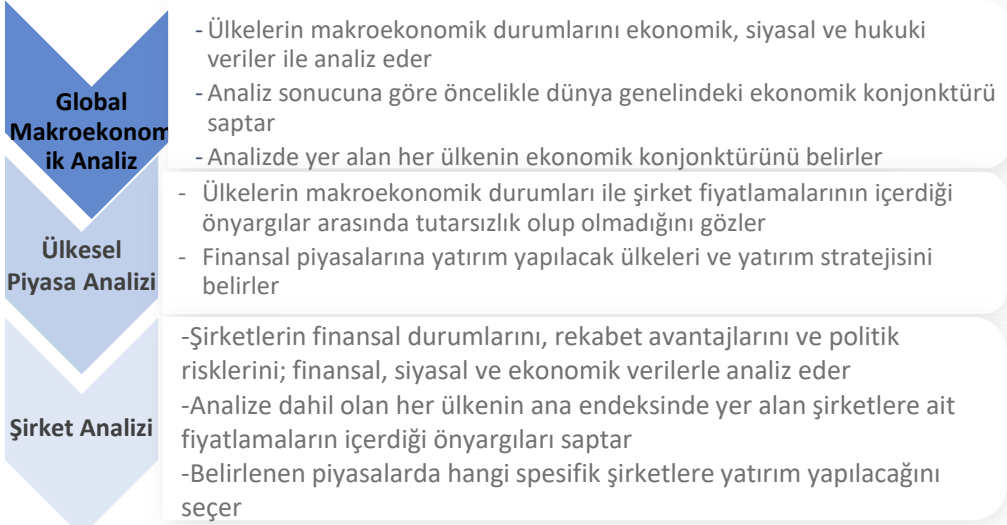 Global
Makroekonom
ik Analiz
- Ülkelerin makroekonomik durumlarını ekonomik, siyasal ve hukuki
veriler ile analiz eder
- Analiz sonucuna göre öncelikle dünya genelindeki ekonomik konjonktürü
saptar
- Analizde yer alan her ülkenin ekonomik konjonktürünü belirler
Ülkesel
Piyasa Analizi
- Ülkelerin makroekonomik durumları ile şirket fiyatlamalarının içerdiği
önyargılar arasında tutarsızlık olup olmadığını gözler
- Finansal piyasalarına yatırım yapılacak ülkeleri ve yatırım stratejisini
belirler
Şirket Analizi
-Şirketlerin finansal durumlarını, rekabet avantajlarını ve politik
risklerini; finansal, siyasal ve ekonomik verilerle analiz eder
-Analize dahil olan her ülkenin ana endeksinde yer alan şirketlere ait
fiyatlamaların içerdiği önyargıları saptar
-Belirlenen piyasalarda hangi spesifik şirketlere yatırım yapılacağını
seçer